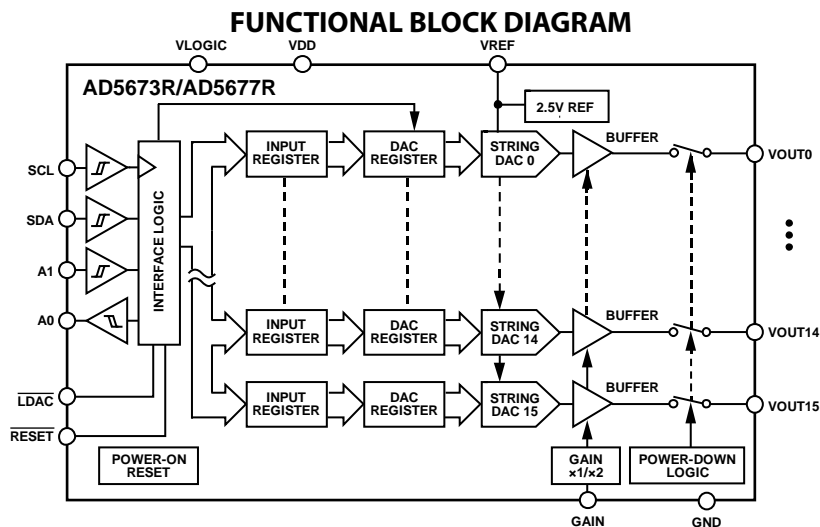 FUNCTIONAL BLOCK DIAGRAM
VLOGIC
VDD
VREF
AD5673R/AD5677R
2.5V REF
SCL
SDA
A1
A0
LDAC
RESET
INTERFACE LOGIC
INPUT
REGISTER
DAC
REGISTER
STRING
DAC 0
BUFFER
VOUT0
INPUT
REGISTER
DAC
REGISTER
STRING
DAC 14
BUFFER
VOUT14
INPUT
REGISTER
DAC
REGISTER
STRING
DAC 15
BUFFER
VOUT15
POWER-ON
RESET
GAIN
×1/×2
POWER-DOWN
LOGIC
GAIN
GND